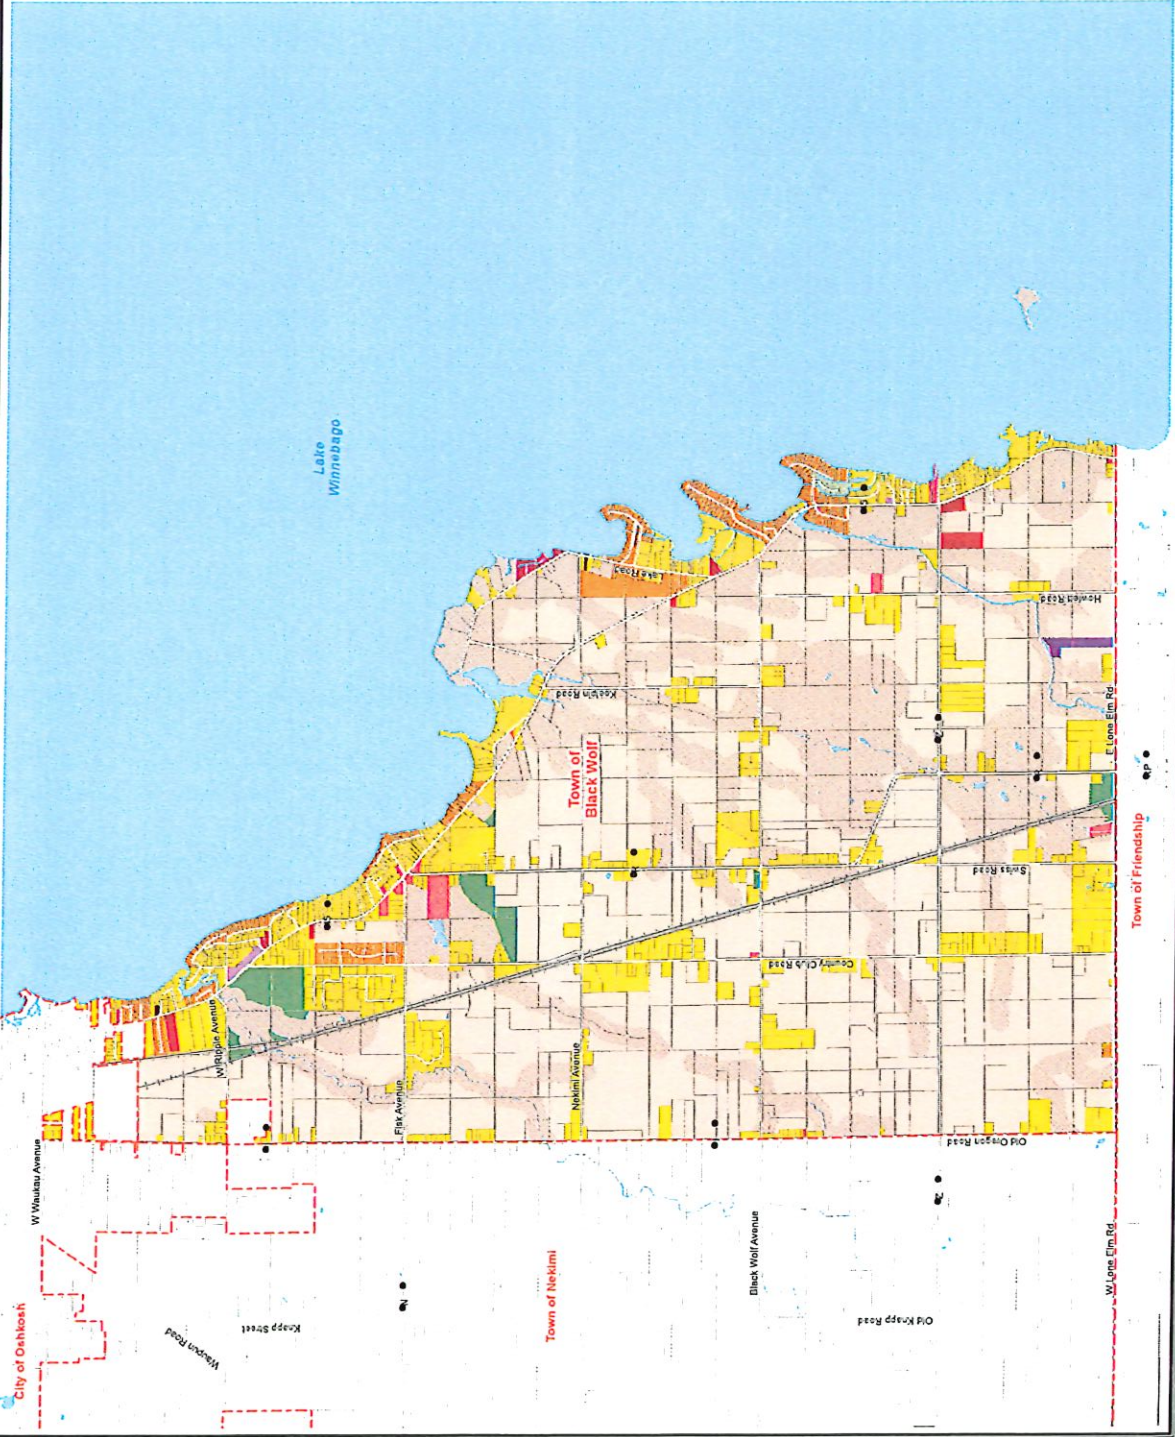 City of Oshkosh
W Waukau Avenue
Waupun Road
Knapp Street
W Ripple Avenue
Lake
Winnebago
Fisk Avenue
N
Town of Nekimi
Nekimi Avenue
Town of
Black Wolf
Koelpin Road
Lake Road
Country Club Road
Black Wolf Avenue
Old Knapp Road
Old Oregon Road
Swiss Road
Howlett Road
E Lone Elm Rd
W Lone Elm Rd
Town of Friendship